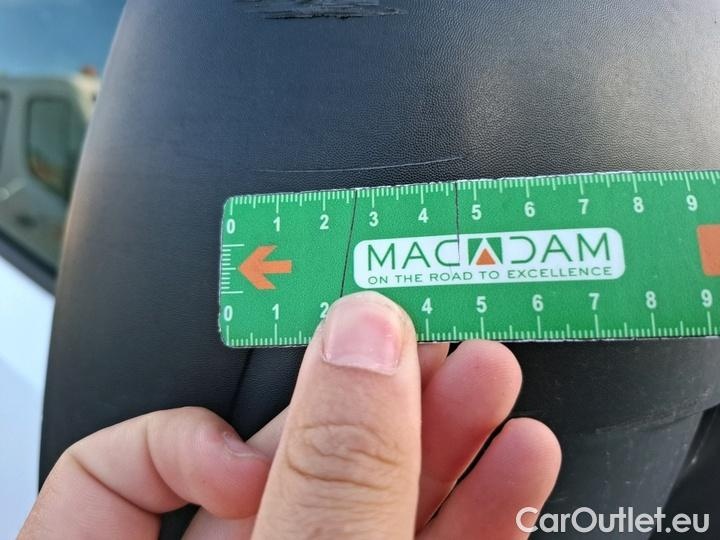 0 1 2 3 4 5 6 7 8 9
MACADAM
ON THE ROAD TO EXCELLENCE
0 1 2 4 5 6 7 8 9
CarOutlet.eu